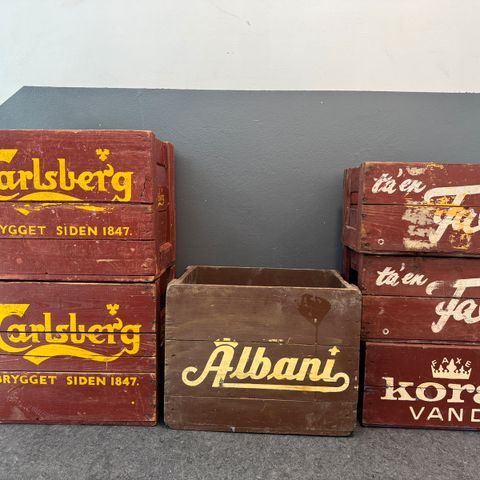 Carlsberg
BRYGGET SIDEN 1847.
Carlsberg
BRYGGET SIDEN 1847.
Albani
ta' en
ta' en
FAXE
VAND